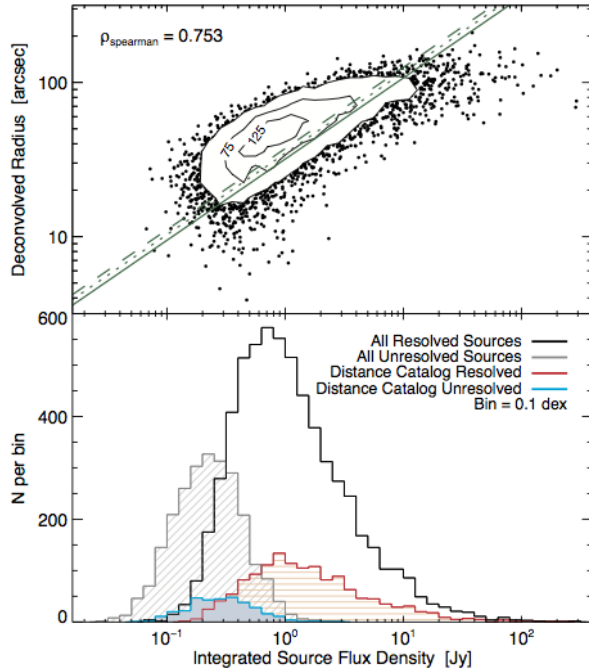 ρspearman = 0.753
Deconvolved Radius [arcsec]
100
10
75
125
600
400
200
0
N per bin
All Resolved Sources
All Unresolved Sources
Distance Catalog Resolved
Distance Catalog Unresolved
Bin = 0.1 dex
10⁻¹ 10⁰ 10¹ 10²
Integrated Source Flux Density [Jy]